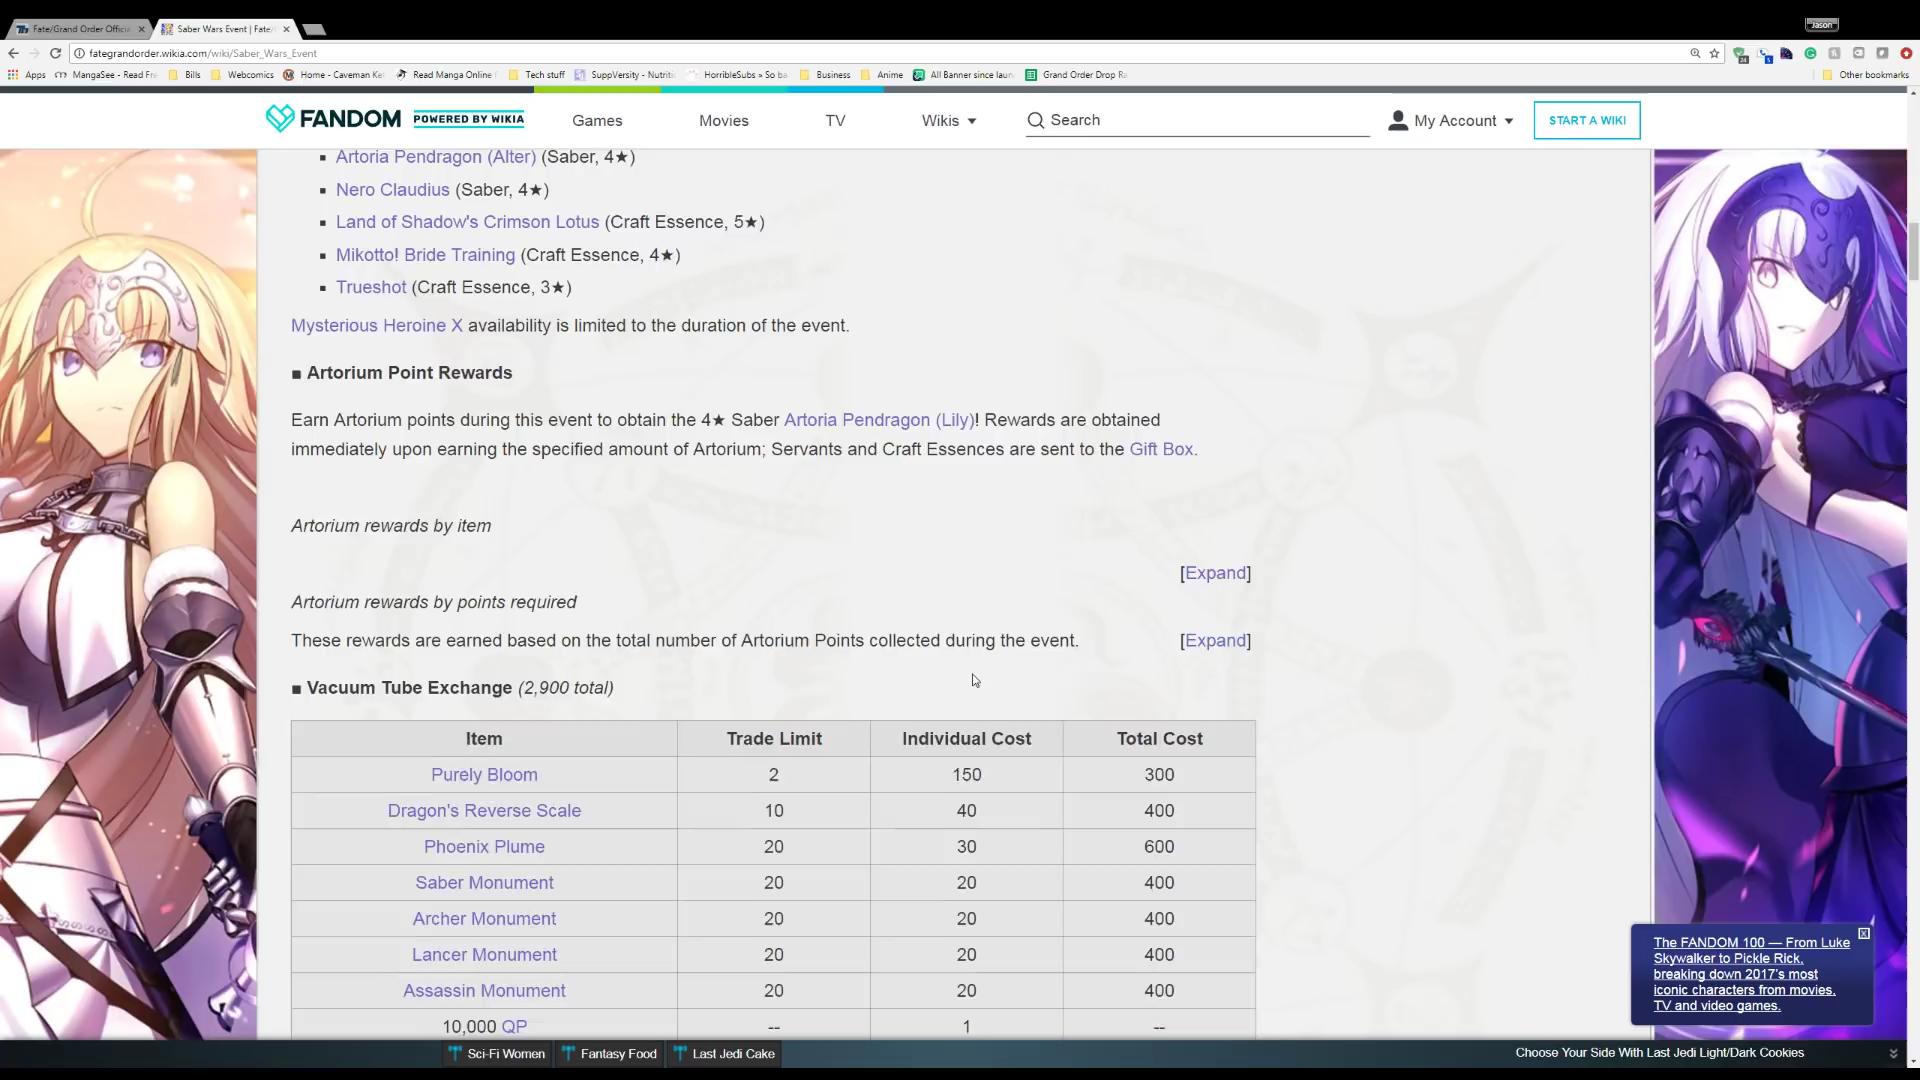 Fate/Grand Order Offici
Saber Wars Event | Fate/
Jason
fategrandorder.wikia.com/wiki/Saber_Wars_Event
Apps
MangaSee - Read Fr
Bills
Webcomics
Home - Caveman Ke
Read Manga Online
Tech stuff
SuppVersity - Nutriti
HorribleSubs » So ba
Business
Anime
All Banner since laun
Grand Order Drop Ra
Other bookmarks
FANDOM POWERED BY WIKIA
Games
Movies
TV
Wikis
Search
My Account
START A WIKI
Artoria Pendragon (Alter) (Saber, 4★)
Nero Claudius (Saber, 4★)
Land of Shadow's Crimson Lotus (Craft Essence, 5★)
Mikotto! Bride Training (Craft Essence, 4★)
Trueshot (Craft Essence, 3★)
Mysterious Heroine X availability is limited to the duration of the event.
■ Artorium Point Rewards
Earn Artorium points during this event to obtain the 4★ Saber Artoria Pendragon (Lily)! Rewards are obtained
immediately upon earning the specified amount of Artorium; Servants and Craft Essences are sent to the Gift Box.
Artorium rewards by item
[Expand]
Artorium rewards by points required
These rewards are earned based on the total number of Artorium Points collected during the event. [Expand]
■ Vacuum Tube Exchange (2,900 total)
Item Trade Limit Individual Cost Total Cost
Purely Bloom 2 150 300
Dragon's Reverse Scale 10 40 400
Phoenix Plume 20 30 600
Saber Monument 20 20 400
Archer Monument 20 20 400
Lancer Monument 20 20 400
Assassin Monument 20 20 400
10,000 QP -- 1 --
The FANDOM 100 — From Luke
Skywalker to Pickle Rick,
breaking down 2017's most
iconic characters from movies,
TV and video games.
Sci-Fi Women
Fantasy Food
Last Jedi Cake
Choose Your Side With Last Jedi Light/Dark Cookies